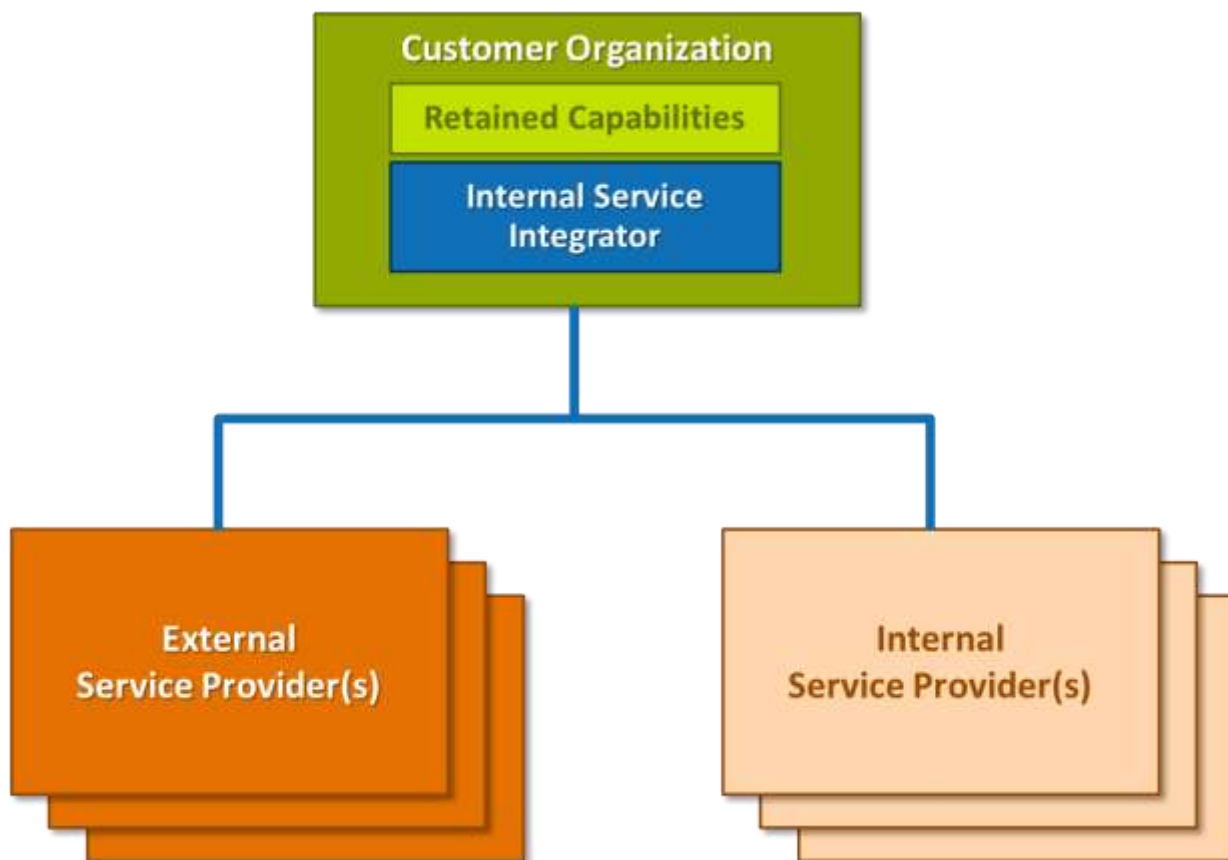 Customer Organization
Retained Capabilities
Internal Service
Integrator
External
Service Provider(s)
Internal
Service Provider(s)